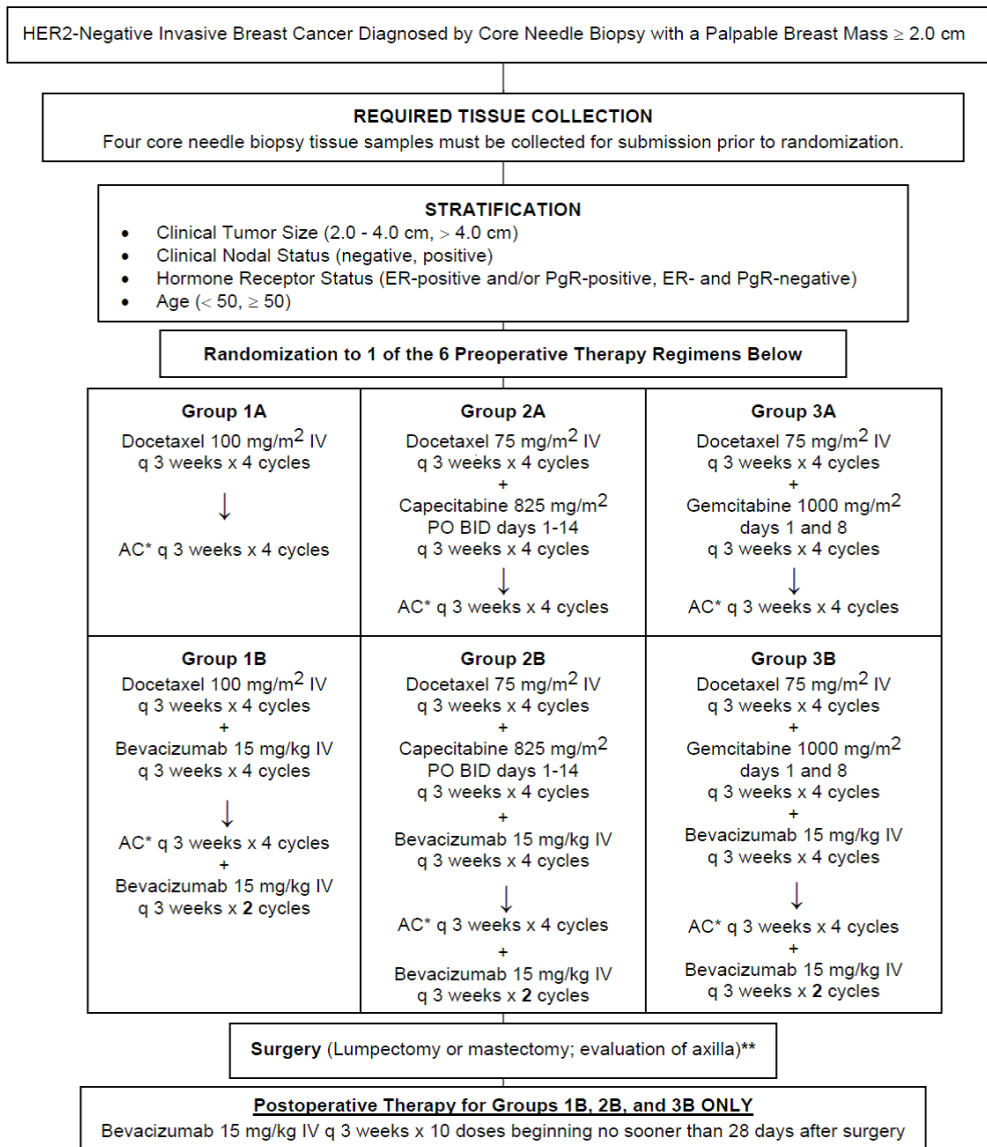 HER2-Negative Invasive Breast Cancer Diagnosed by Core Needle Biopsy with a Palpable Breast Mass ≥ 2.0 cm
REQUIRED TISSUE COLLECTION
Four core needle biopsy tissue samples must be collected for submission prior to randomization.
STRATIFICATION
• Clinical Tumor Size (2.0 - 4.0 cm, > 4.0 cm)
• Clinical Nodal Status (negative, positive)
• Hormone Receptor Status (ER-positive and/or PgR-positive, ER- and PgR-negative)
• Age (< 50, ≥ 50)
Randomization to 1 of the 6 Preoperative Therapy Regimens Below
Group 1A
Docetaxel 100 mg/m² IV
q 3 weeks x 4 cycles
↓
AC* q 3 weeks x 4 cycles
Group 2A
Docetaxel 75 mg/m² IV
q 3 weeks x 4 cycles
+
Capecitabine 825 mg/m²
PO BID days 1-14
q 3 weeks x 4 cycles
↓
AC* q 3 weeks x 4 cycles
Group 3A
Docetaxel 75 mg/m² IV
q 3 weeks x 4 cycles
+
Gemcitabine 1000 mg/m²
days 1 and 8
q 3 weeks x 4 cycles
↓
AC* q 3 weeks x 4 cycles
Group 1B
Docetaxel 100 mg/m² IV
q 3 weeks x 4 cycles
+
Bevacizumab 15 mg/kg IV
q 3 weeks x 4 cycles
↓
AC* q 3 weeks x 4 cycles
+
Bevacizumab 15 mg/kg IV
q 3 weeks x 2 cycles
Group 2B
Docetaxel 75 mg/m² IV
q 3 weeks x 4 cycles
+
Capecitabine 825 mg/m²
PO BID days 1-14
q 3 weeks x 4 cycles
+
Bevacizumab 15 mg/kg IV
q 3 weeks x 4 cycles
↓
AC* q 3 weeks x 4 cycles
+
Bevacizumab 15 mg/kg IV
q 3 weeks x 2 cycles
Group 3B
Docetaxel 75 mg/m² IV
q 3 weeks x 4 cycles
+
Gemcitabine 1000 mg/m²
days 1 and 8
q 3 weeks x 4 cycles
+
Bevacizumab 15 mg/kg IV
q 3 weeks x 4 cycles
↓
AC* q 3 weeks x 4 cycles
+
Bevacizumab 15 mg/kg IV
q 3 weeks x 2 cycles
Surgery (Lumpectomy or mastectomy; evaluation of axilla)**
Postoperative Therapy for Groups 1B, 2B, and 3B ONLY
Bevacizumab 15 mg/kg IV q 3 weeks x 10 doses beginning no sooner than 28 days after surgery